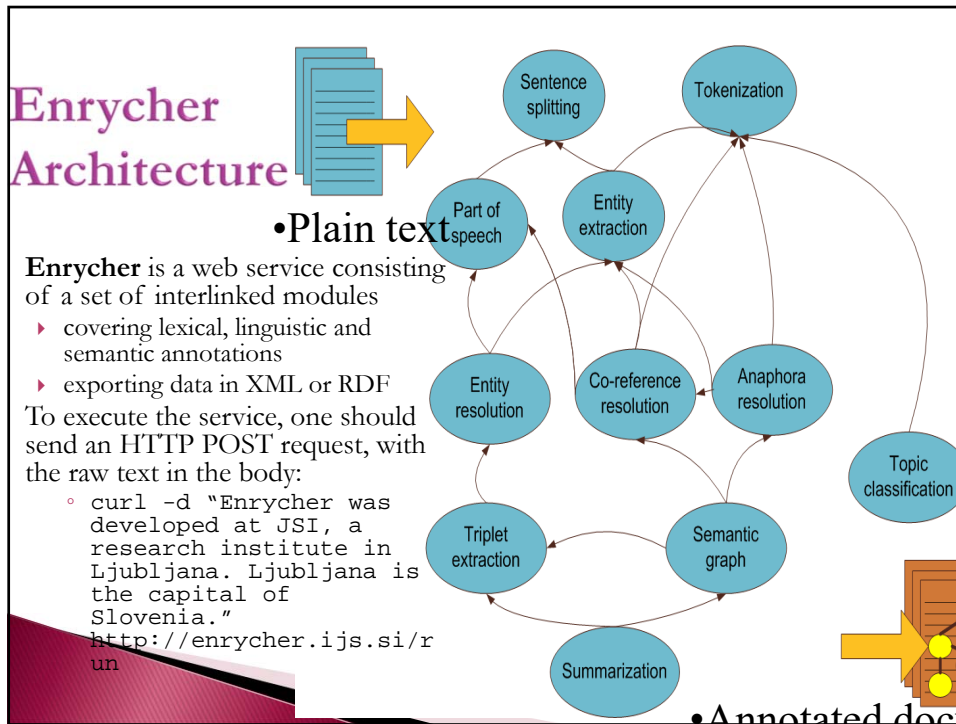 Enrycher
Architecture
•Plain text
Enrycher is a web service consisting
of a set of interlinked modules
covering lexical, linguistic and
semantic annotations
exporting data in XML or RDF
To execute the service, one should
send an HTTP POST request, with
the raw text in the body:
curl -d “Enrycher was
developed at JSI, a
research institute in
Ljubljana. Ljubljana is
the capital of
Slovenia.”
http://enrycher.ijs.si/r
un
Sentence
splitting
Tokenization
Part of
speech
Entity
extraction
Entity
resolution
Co-reference
resolution
Anaphora
resolution
Topic
classification
Triplet
extraction
Semantic
graph
Summarization
•Annotated